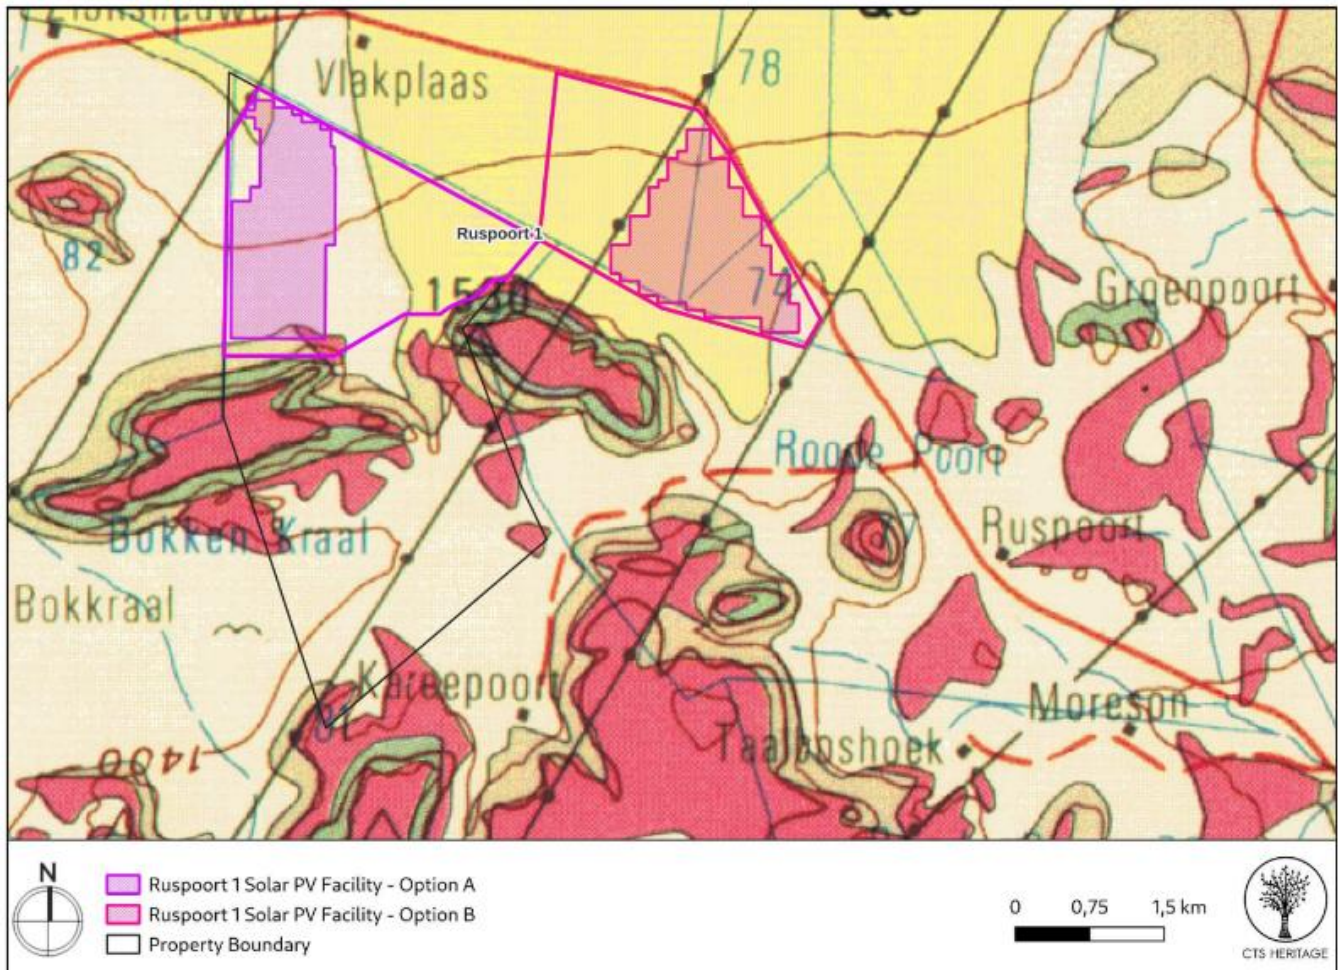 Vlakplaas
78
82
Ruspoort 1
1500
74
Groenpoort
Roode Poort
77
Ruspoort
Bokken Kraal
Bokkraal
Kareepoort
81
Moreson
1400
Taaiboshoek
N
Ruspoort 1 Solar PV Facility - Option A
Ruspoort 1 Solar PV Facility - Option B
Property Boundary
0 0,75 1,5 km
CTS HERITAGE